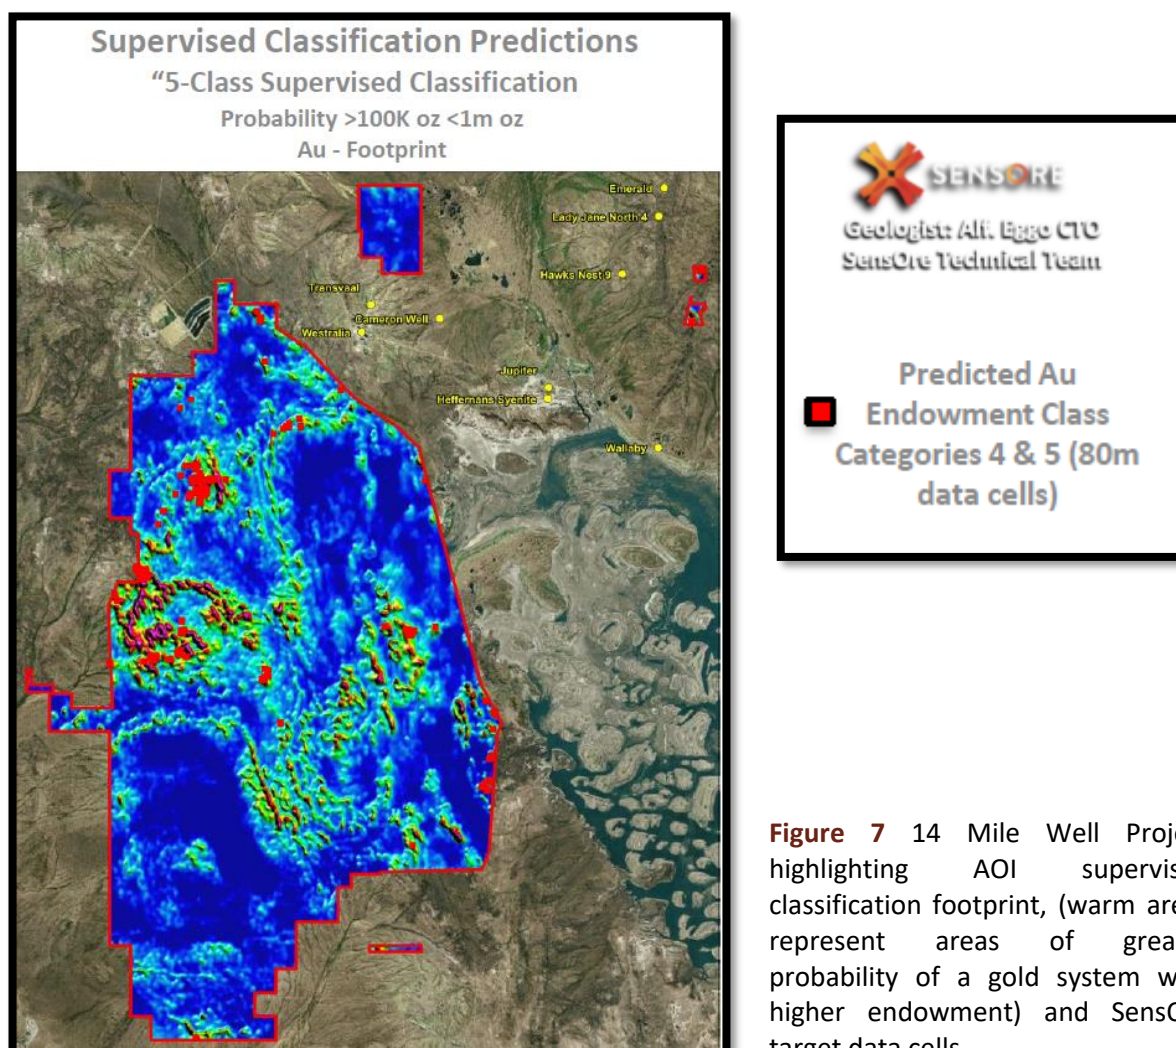 Supervised Classification Predictions
“5-Class Supervised Classification
Probability >100K oz <1m oz
Au - Footprint
Emerald
Lady Jane North 4
Hawks Nest 9
Transvaal
Cameron Well
Westralia
Jupiter
Heffernans Syenite
Wallaby
SENSORE
Geologist: Alf. Eggo CTO
SensOre Technical Team
Predicted Au
Endowment Class
Categories 4 & 5 (80m
data cells)
Figure 7 14 Mile Well Proje
highlighting AOI supervis
classification footprint, (warm are
represent areas of grea
probability of a gold system w
higher endowment) and SensO
target data cells